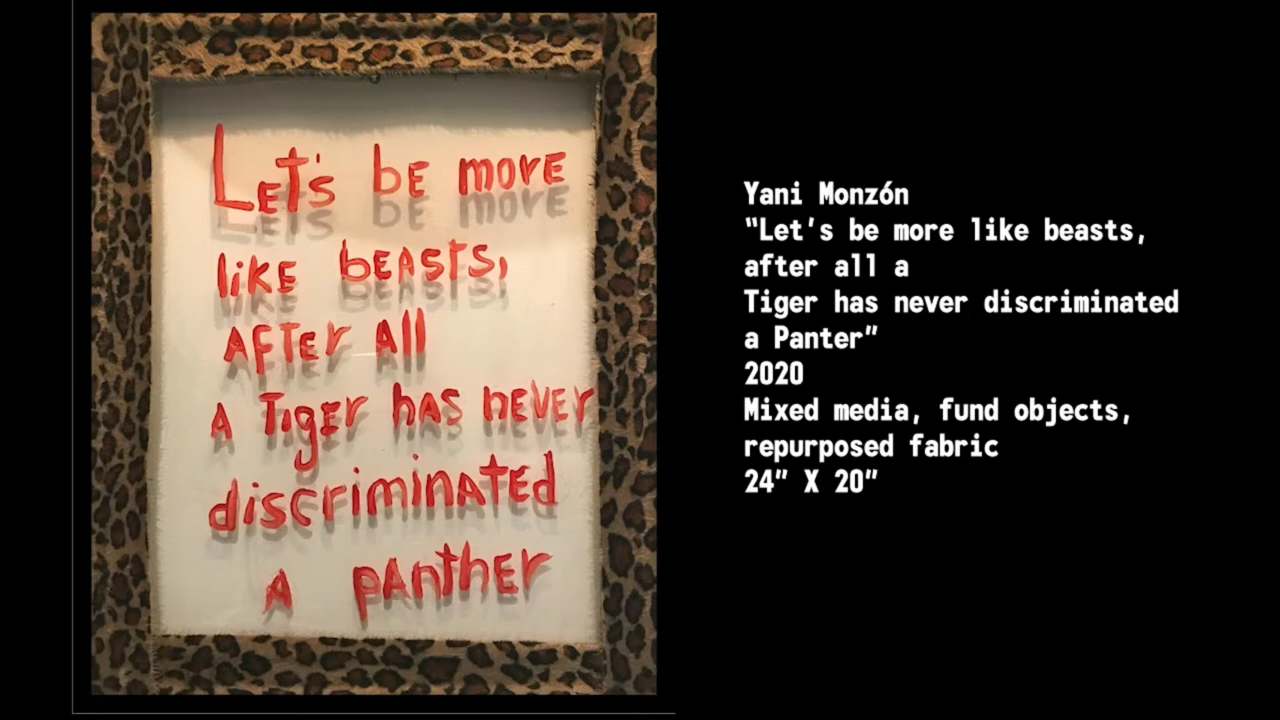 LET's bE morE
likE bEAsTs,
AFTEr All
A TigEr hAs nEVEr
discriminATEd
A pAnthEr
Yani Monzón
“Let’s be more like beasts,
after all a
Tiger has never discriminated
a Panter”
2020
Mixed media, fund objects,
repurposed fabric
24” X 20”